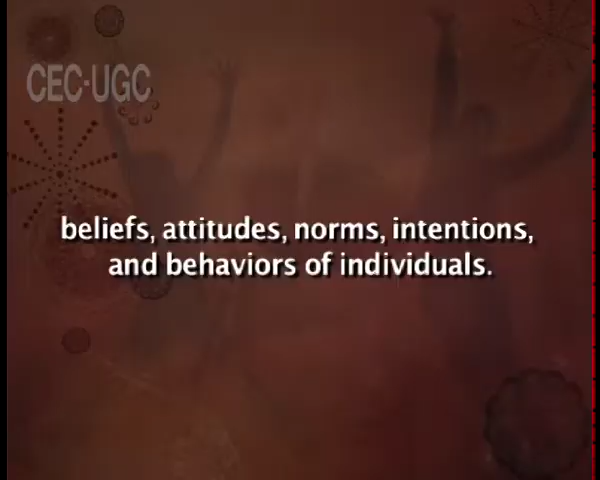 CEC-UGC
beliefs, attitudes, norms, intentions,
and behaviors of individuals.